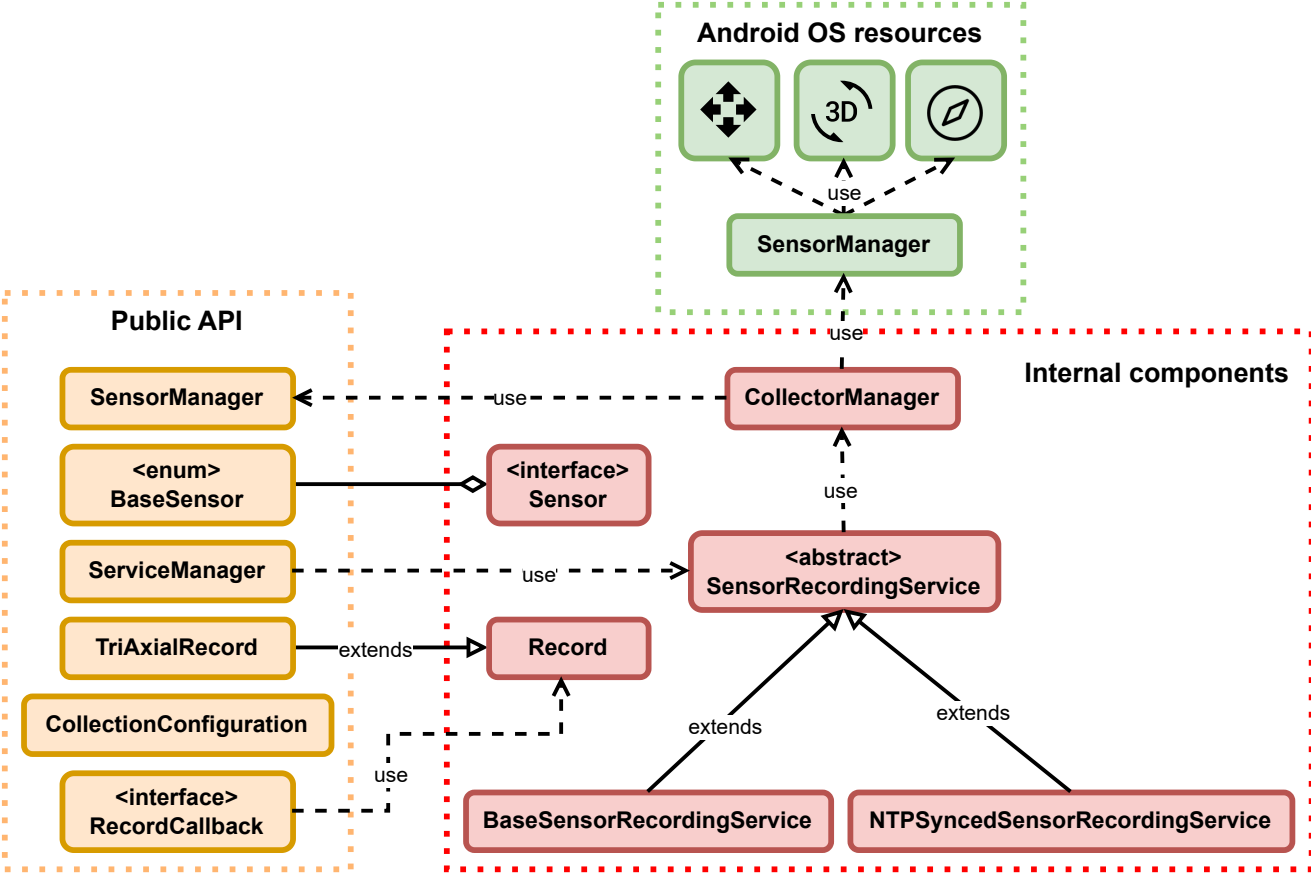 Android OS resources
3D
use
SensorManager
use
Public API
Internal components
SensorManager
use
CollectorManager
<enum>
BaseSensor
<interface>
Sensor
use
ServiceManager
use
<abstract>
SensorRecordingService
TriAxialRecord
extends
Record
CollectionConfiguration
extends
extends
use
<interface>
RecordCallback
BaseSensorRecordingService
NTPSyncedSensorRecordingService